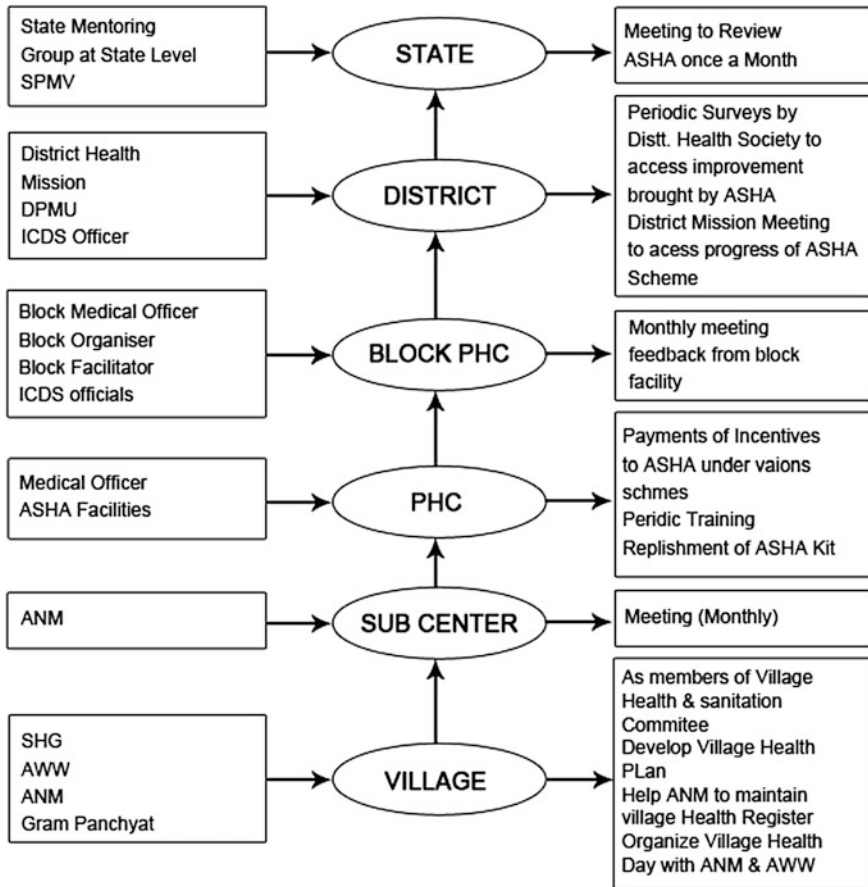 State Mentoring
Group at State Level
SPMV
STATE
Meeting to Review
ASHA once a Month
District Health
Mission
DPMU
ICDS Officer
DISTRICT
Periodic Surveys by
Distt. Health Society to
access improvement
brought by ASHA
District Mission Meeting
to acess progress of ASHA
Scheme
Block Medical Officer
Block Organiser
Block Facilitator
ICDS officials
BLOCK PHC
Monthly meeting
feedback from block
facility
Medical Officer
ASHA Facilities
PHC
Payments of Incentives
to ASHA under vaions
schmes
Peridic Training
Replishment of ASHA Kit
ANM
SUB CENTER
Meeting (Monthly)
SHG
AWW
ANM
Gram Panchyat
VILLAGE
As members of Village
Health & sanitation
Commitee
Develop Village Health
PLan
Help ANM to maintain
village Health Register
Organize Village Health
Day with ANM & AWW